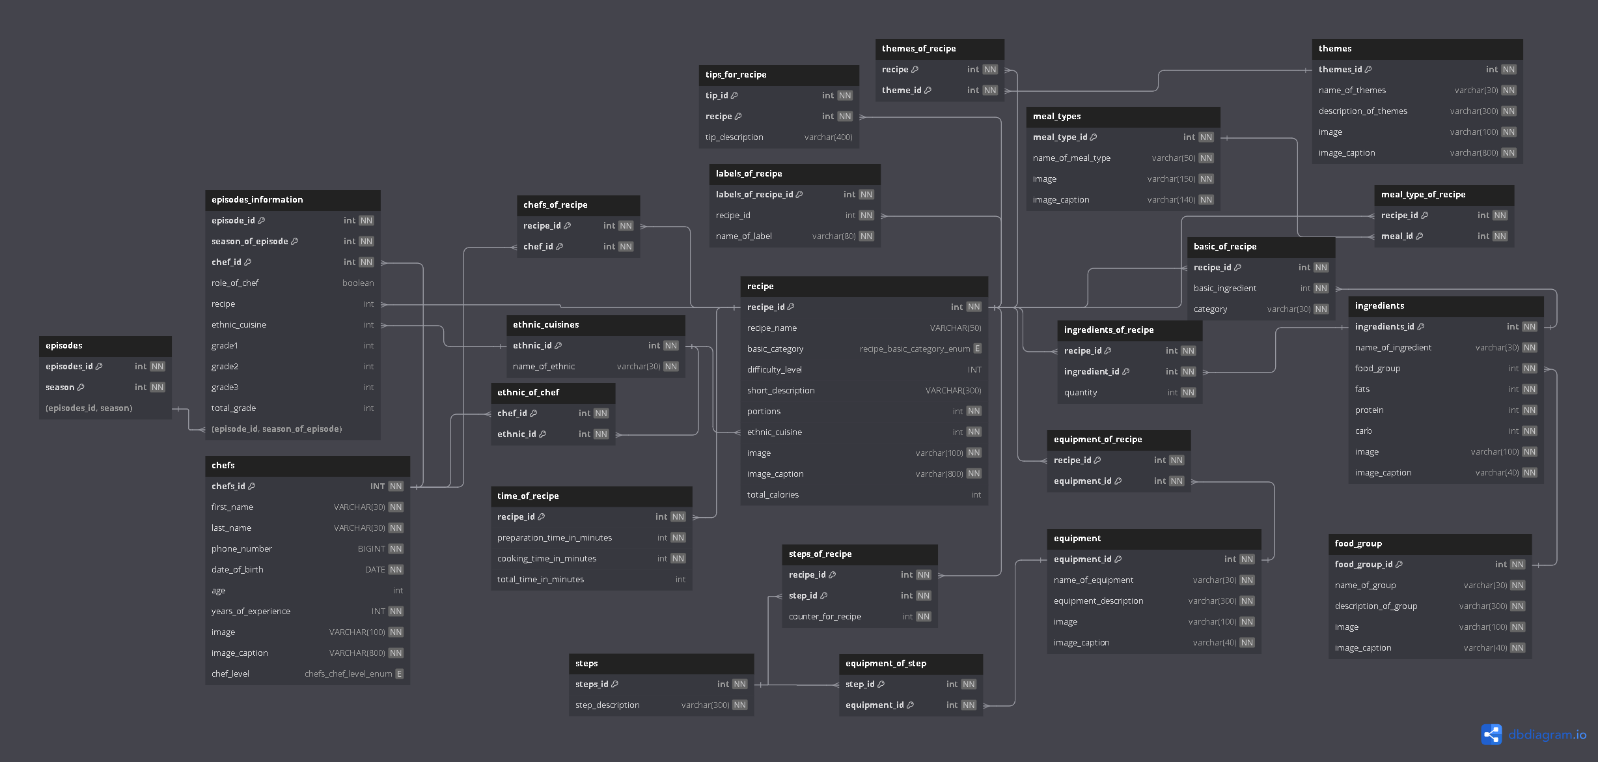 themes_of_recipe
recipe int NN
theme_id int NN
themes
themes_id int NN
name_of_themes varchar(30) NN
description_of_themes varchar(300) NN
image varchar(100) NN
image_caption varchar(800) NN
tips_for_recipe
tip_id int NN
recipe int NN
tip_description varchar(400)
meal_types
meal_type_id int NN
name_of_meal_type varchar(50) NN
image varchar(150) NN
image_caption varchar(140) NN
labels_of_recipe
labels_of_recipe_id int NN
recipe_id int NN
name_of_label varchar(80) NN
meal_type_of_recipe
recipe_id int NN
meal_id int NN
episodes_information
episode_id int NN
season_of_episode int NN
chef_id int NN
role_of_chef boolean
recipe int
ethnic_cuisine int
grade1 int
grade2 int
grade3 int
total_grade int
(episode_id, season_of_episode)
chefs_of_recipe
recipe_id int NN
chef_id int NN
basic_of_recipe
recipe_id int NN
basic_ingredient int NN
category varchar(30) NN
recipe
recipe_id int NN
recipe_name VARCHAR(50)
basic_category recipe_basic_category_enum E
difficulty_level INT
short_description VARCHAR(300)
portions int NN
ethnic_cuisine int NN
image varchar(100) NN
image_caption varchar(800) NN
total_calories int
ingredients
ingredients_id int NN
name_of_ingredient varchar(30) NN
food_group int NN
fats int NN
protein int NN
carb int NN
image varchar(100) NN
image_caption varchar(40) NN
ethnic_cuisines
ethnic_id int NN
name_of_ethnic varchar(30) NN
ingredients_of_recipe
recipe_id int NN
ingredient_id int NN
quantity int NN
episodes
episodes_id int NN
season int NN
(episodes_id, season)
ethnic_of_chef
chef_id int NN
ethnic_id int NN
equipment_of_recipe
recipe_id int NN
equipment_id int NN
chefs
chefs_id INT NN
first_name VARCHAR(30) NN
last_name VARCHAR(30) NN
phone_number BIGINT NN
date_of_birth DATE NN
age int
years_of_experience INT NN
image VARCHAR(100) NN
image_caption VARCHAR(800) NN
chef_level chefs_chef_level_enum E
time_of_recipe
recipe_id int NN
preparation_time_in_minutes int NN
cooking_time_in_minutes int NN
total_time_in_minutes int
equipment
equipment_id int NN
name_of_equipment varchar(30) NN
equipment_description varchar(300) NN
image varchar(100) NN
image_caption varchar(40) NN
food_group
food_group_id int NN
name_of_group varchar(30) NN
description_of_group varchar(300) NN
image varchar(100) NN
image_caption varchar(40) NN
steps_of_recipe
recipe_id int NN
step_id int NN
counter_for_recipe int NN
steps
steps_id int NN
step_description varchar(300) NN
equipment_of_step
step_id int NN
equipment_id int NN
dbdiagram.io